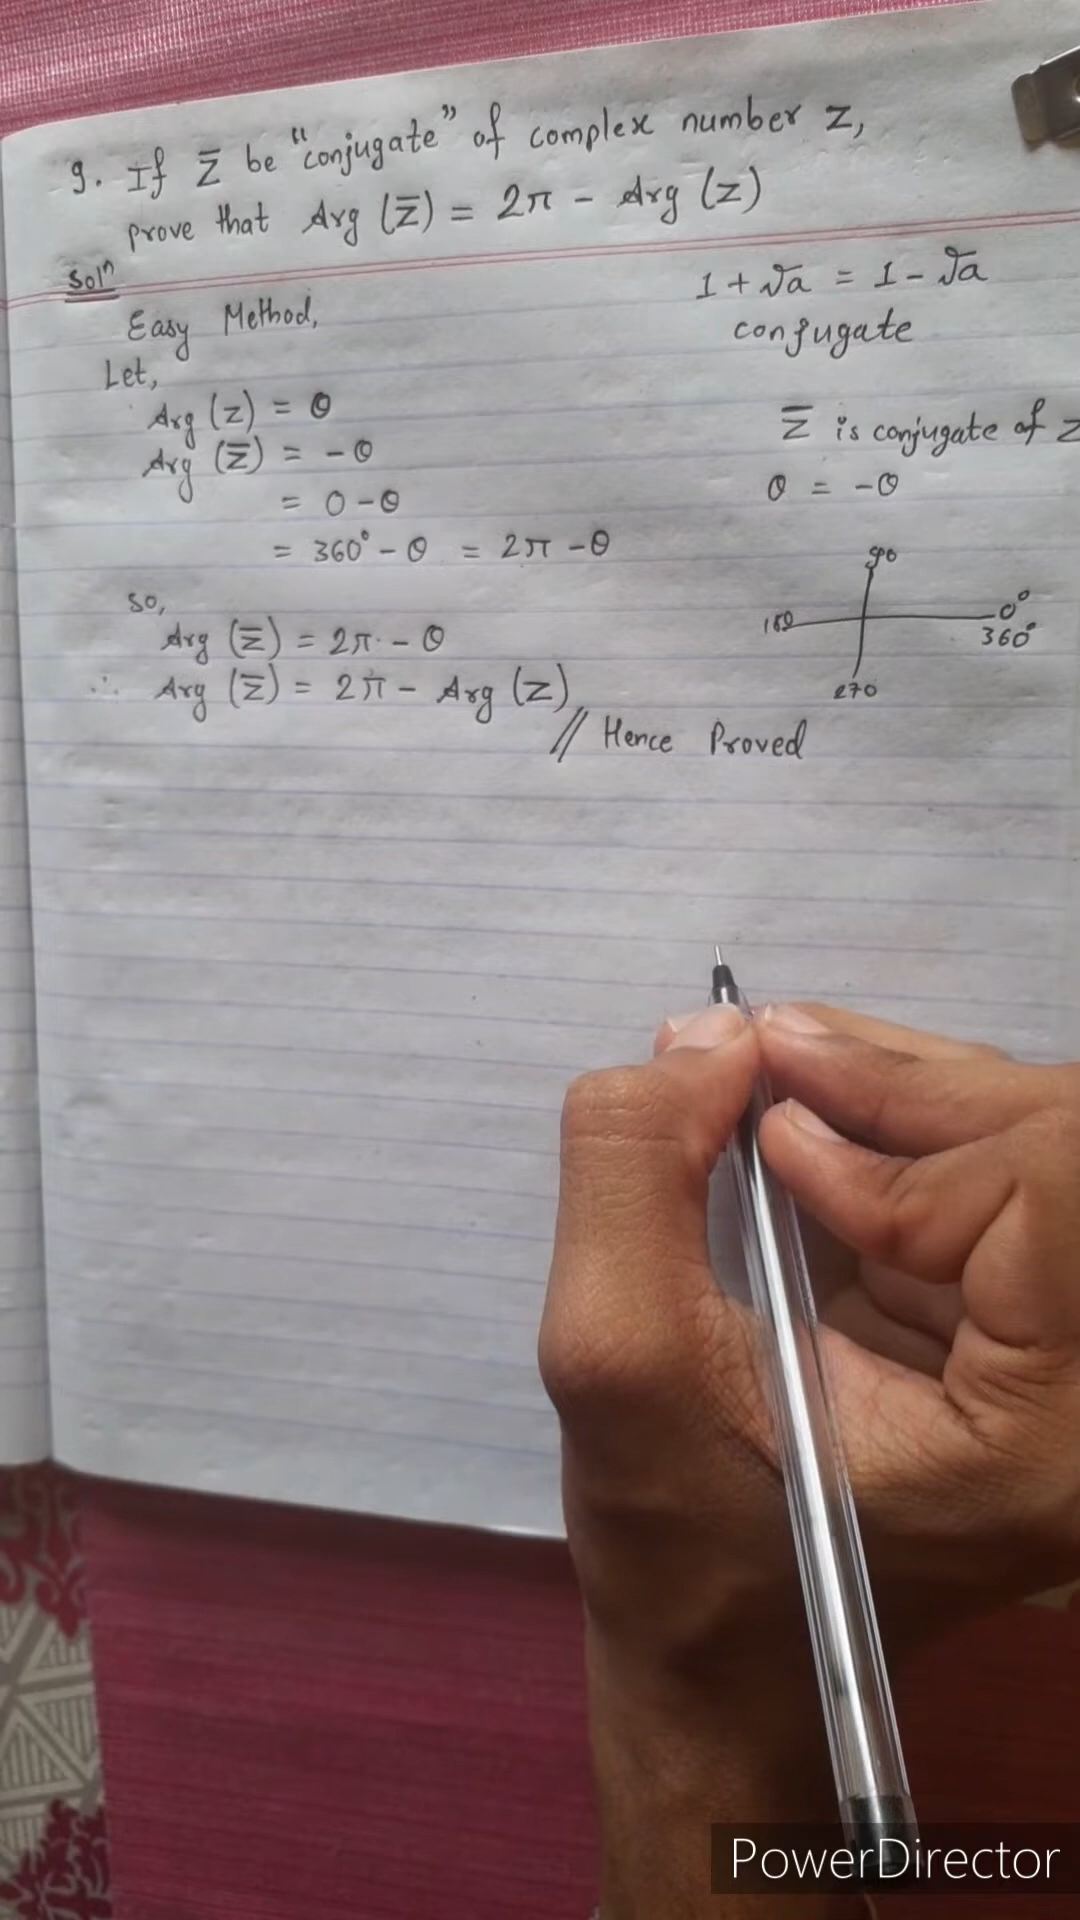 9. If z̅ be "conjugate" of complex number z,
prove that Arg (z̅) = 2π - Arg (z)
Solⁿ
Easy Method,
Let,
Arg (z) = θ
Arg (z̅) = -θ
= 0-θ
= 360° - θ = 2π - θ
so,
Arg (z̅) = 2π - θ
∴ Arg (z̅) = 2π - Arg (z)
// Hence Proved
1 + √a = 1 - √a
conjugate
z̅ is conjugate of z
θ = -θ
90
180
0°
360°
270
PowerDirector